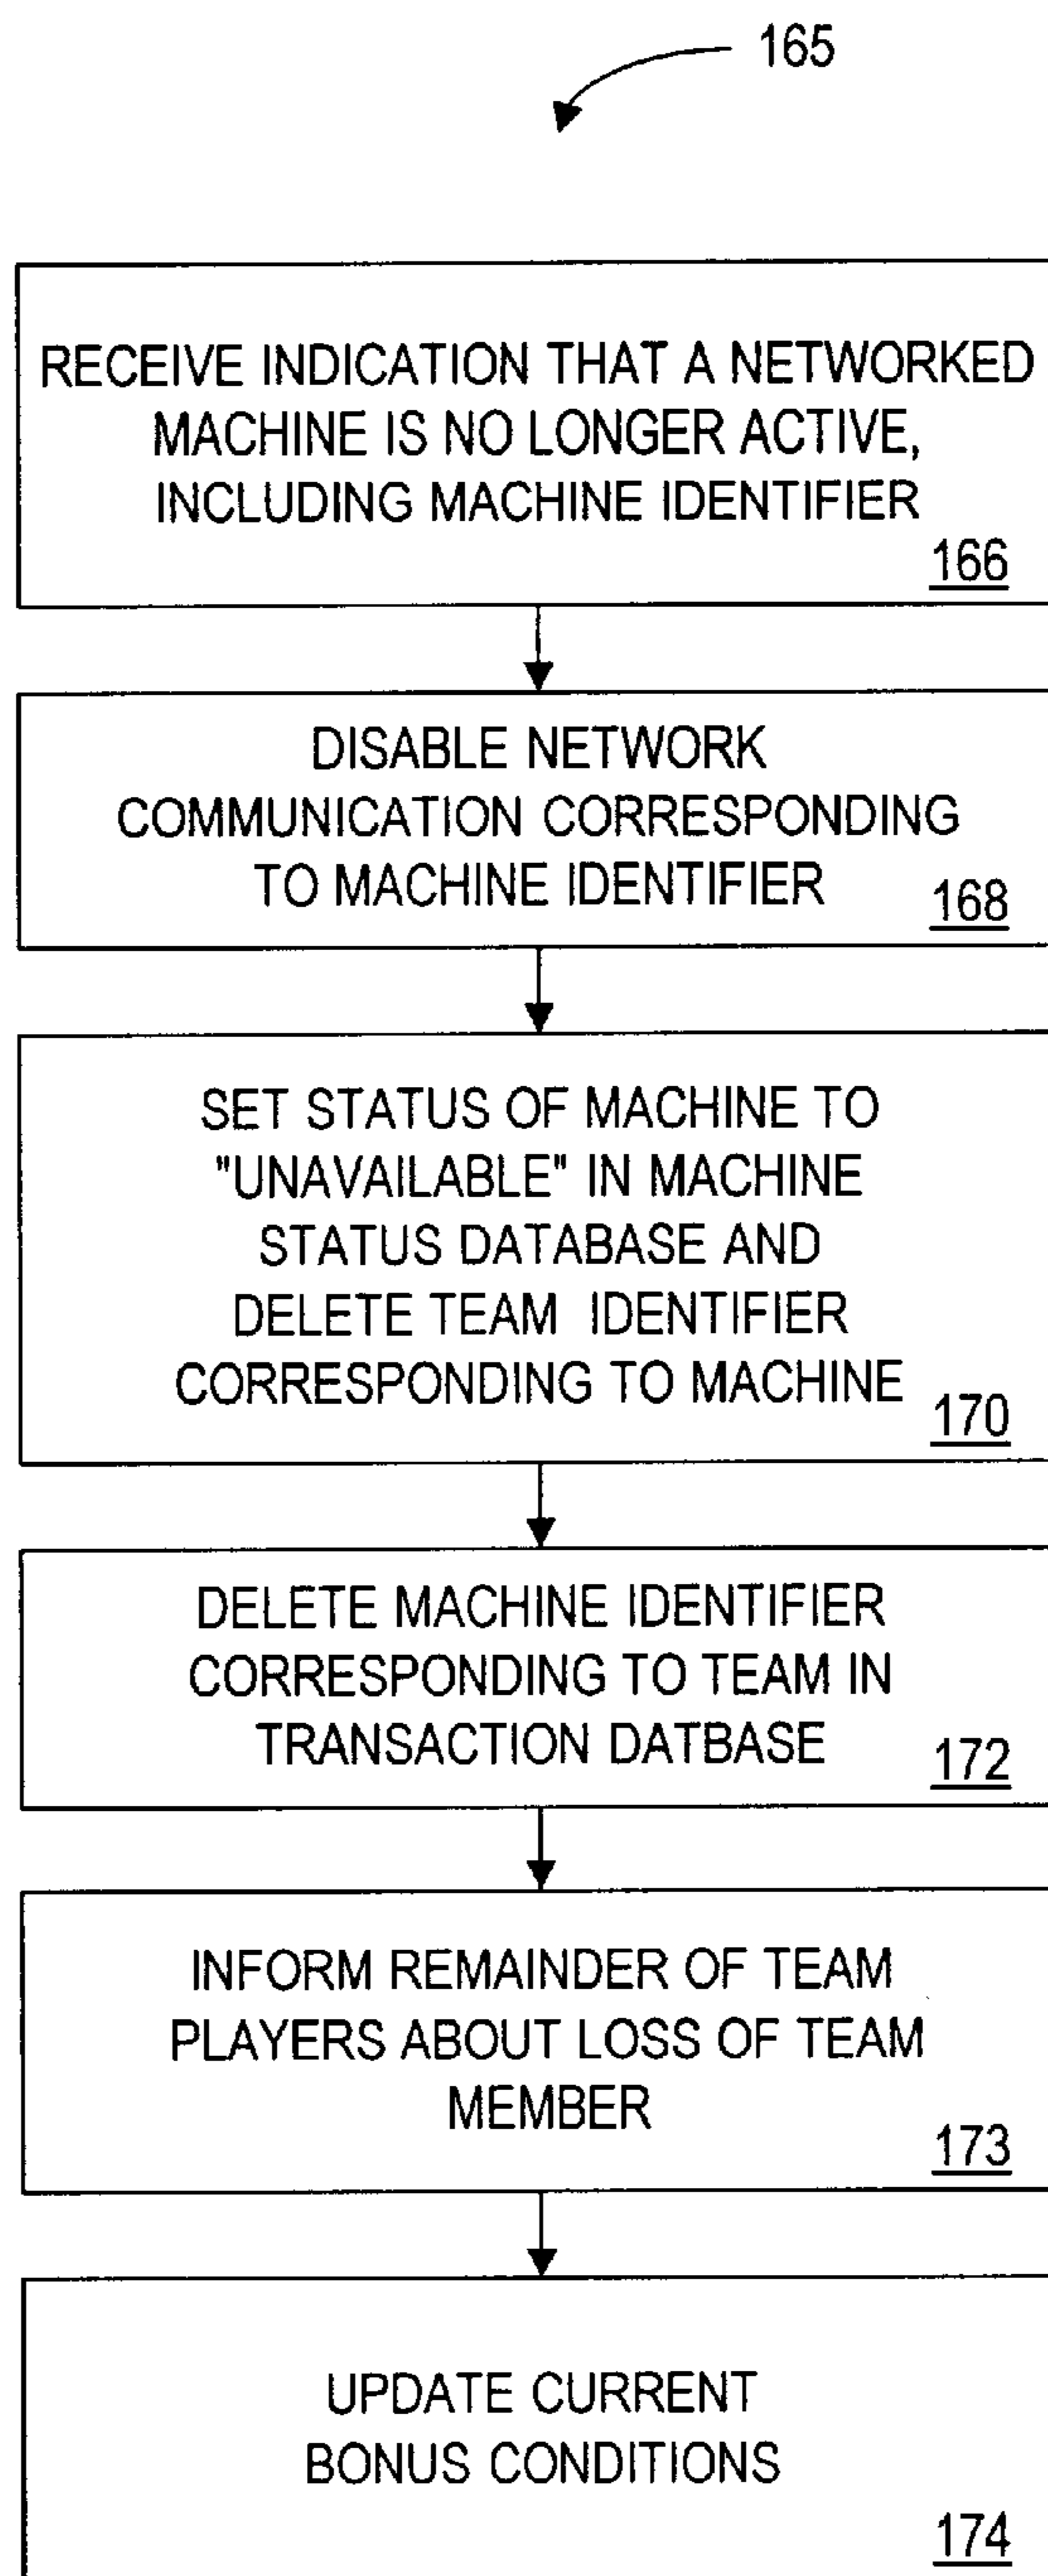 165
RECEIVE INDICATION THAT A NETWORKED
MACHINE IS NO LONGER ACTIVE,
INCLUDING MACHINE IDENTIFIER
166
DISABLE NETWORK
COMMUNICATION CORRESPONDING
TO MACHINE IDENTIFIER
168
SET STATUS OF MACHINE TO
"UNAVAILABLE" IN MACHINE
STATUS DATABASE AND
DELETE TEAM IDENTIFIER
CORRESPONDING TO MACHINE
170
DELETE MACHINE IDENTIFIER
CORRESPONDING TO TEAM IN
TRANSACTION DATBASE
172
INFORM REMAINDER OF TEAM
PLAYERS ABOUT LOSS OF TEAM
MEMBER
173
UPDATE CURRENT
BONUS CONDITIONS
174